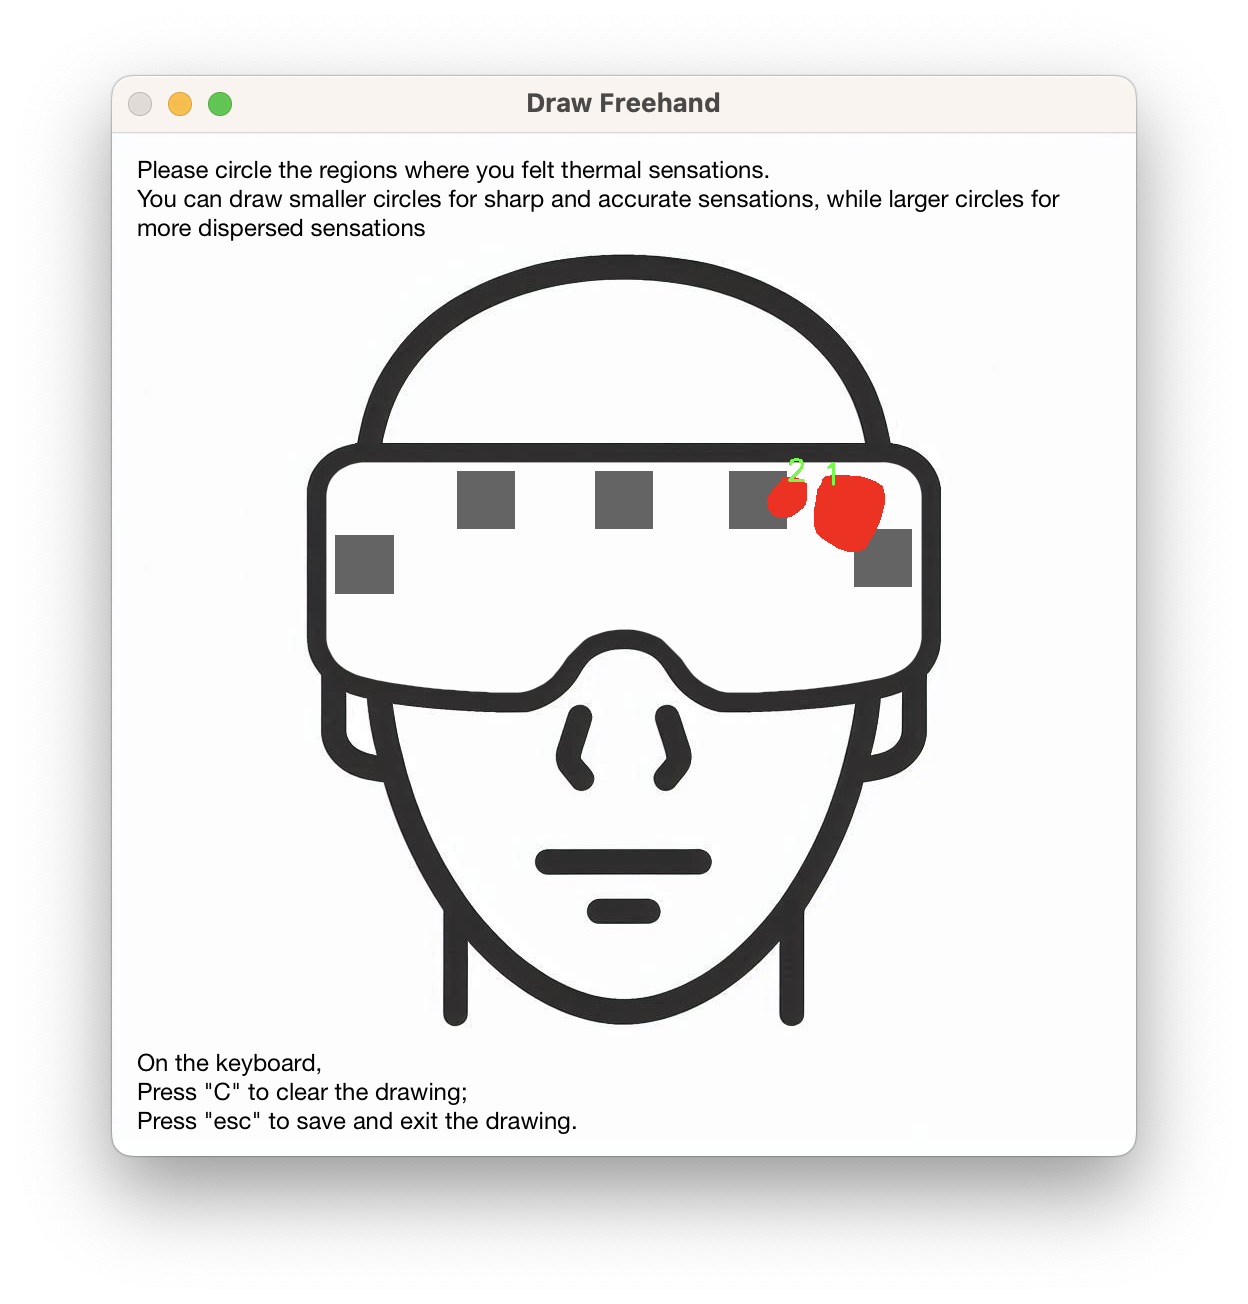 Draw Freehand
Please circle the regions where you felt thermal sensations.
You can draw smaller circles for sharp and accurate sensations, while larger circles for
more dispersed sensations
2 1
On the keyboard,
Press "C" to clear the drawing;
Press "esc" to save and exit the drawing.